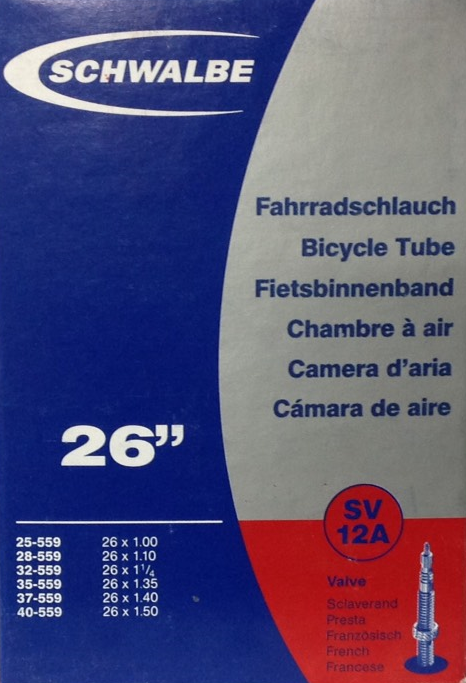 SCHWALBE
Fahrradschlauch
Bicycle Tube
Fietsbinnenband
Chambre à air
Camera d'aria
Cámara de aire
26”
25-559 26 x 1.00
28-559 26 x 1.10
32-559 26 x 1 1/4
35-559 26 x 1.35
37-559 26 x 1.40
40-559 26 x 1.50
SV
12A
Valve
Sclaverand
Presta
Französisch
French
Francese